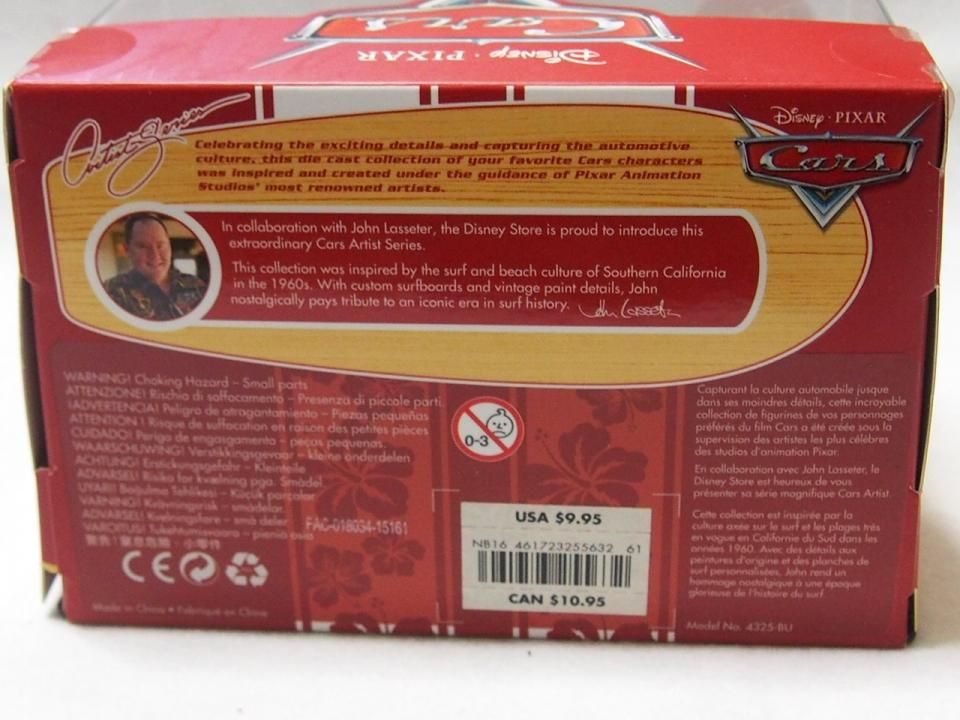 Cars
DISNEY · PIXAR
Artist Series
Celebrating the exciting details and capturing the automotive
culture, this die cast collection of your favorite Cars characters
was inspired and created under the guidance of Pixar Animation
Studios' most renowned artists.
DISNEY · PIXAR
Cars
In collaboration with John Lasseter, the Disney Store is proud to introduce this
extraordinary Cars Artist Series.
This collection was inspired by the surf and beach culture of Southern California
in the 1960s. With custom surfboards and vintage paint details, John
nostalgically pays tribute to an iconic era in surf history.
John Lasseter
WARNING! Choking Hazard – Small parts
ATTENZIONE! Rischio di soffocamento – Presenza di piccole parti.
¡ADVERTENCIA! Peligro de atragantamiento – Piezas pequeñas
ATTENTION ! Risque de suffocation en raison des petites pièces
CUIDADO! Perigo de engasgamento – peças pequenas.
WAARSCHUWING! Verstikkingsgevaar – kleine onderdelen
ACHTUNG! Erstickungsgefahr – Kleinteile
ADVARSEL! Risiko for kvælning pga. Smådel
UYARI! Boğulma Tehlikesi – Küçük parçalar
VARNING! Kvävningsrisk – smådelar
ADVARSEL! Kvelningsfare – små deler
VAROITUS! Tukehtumisvaara – pieniä osia
FAC-018034-15161
CE
Made in China • Fabriqué en Chine
0-3
USA $9.95
NB16 461723255632 61
CAN $10.95
Capturant la culture automobile jusque
dans ses moindres détails, cette incroyable
collection de figurines de vos personnages
préférés du film Cars a été créée sous la
supervision des artistes les plus célèbres
des studios d'animation Pixar.
En collaboration avec John Lasseter, le
Disney Store est heureux de vous
présenter sa série magnifique Cars Artist.
Cette collection est inspirée par la
culture axée sur le surf et les plages très
en vogue en Californie du Sud dans les
années 1960. Avec des détails aux
peintures d'origine et des planches de
surf personnalisées, John rend un
hommage nostalgique à une époque
glorieuse de l'histoire du surf.
Model No. 4325-BU